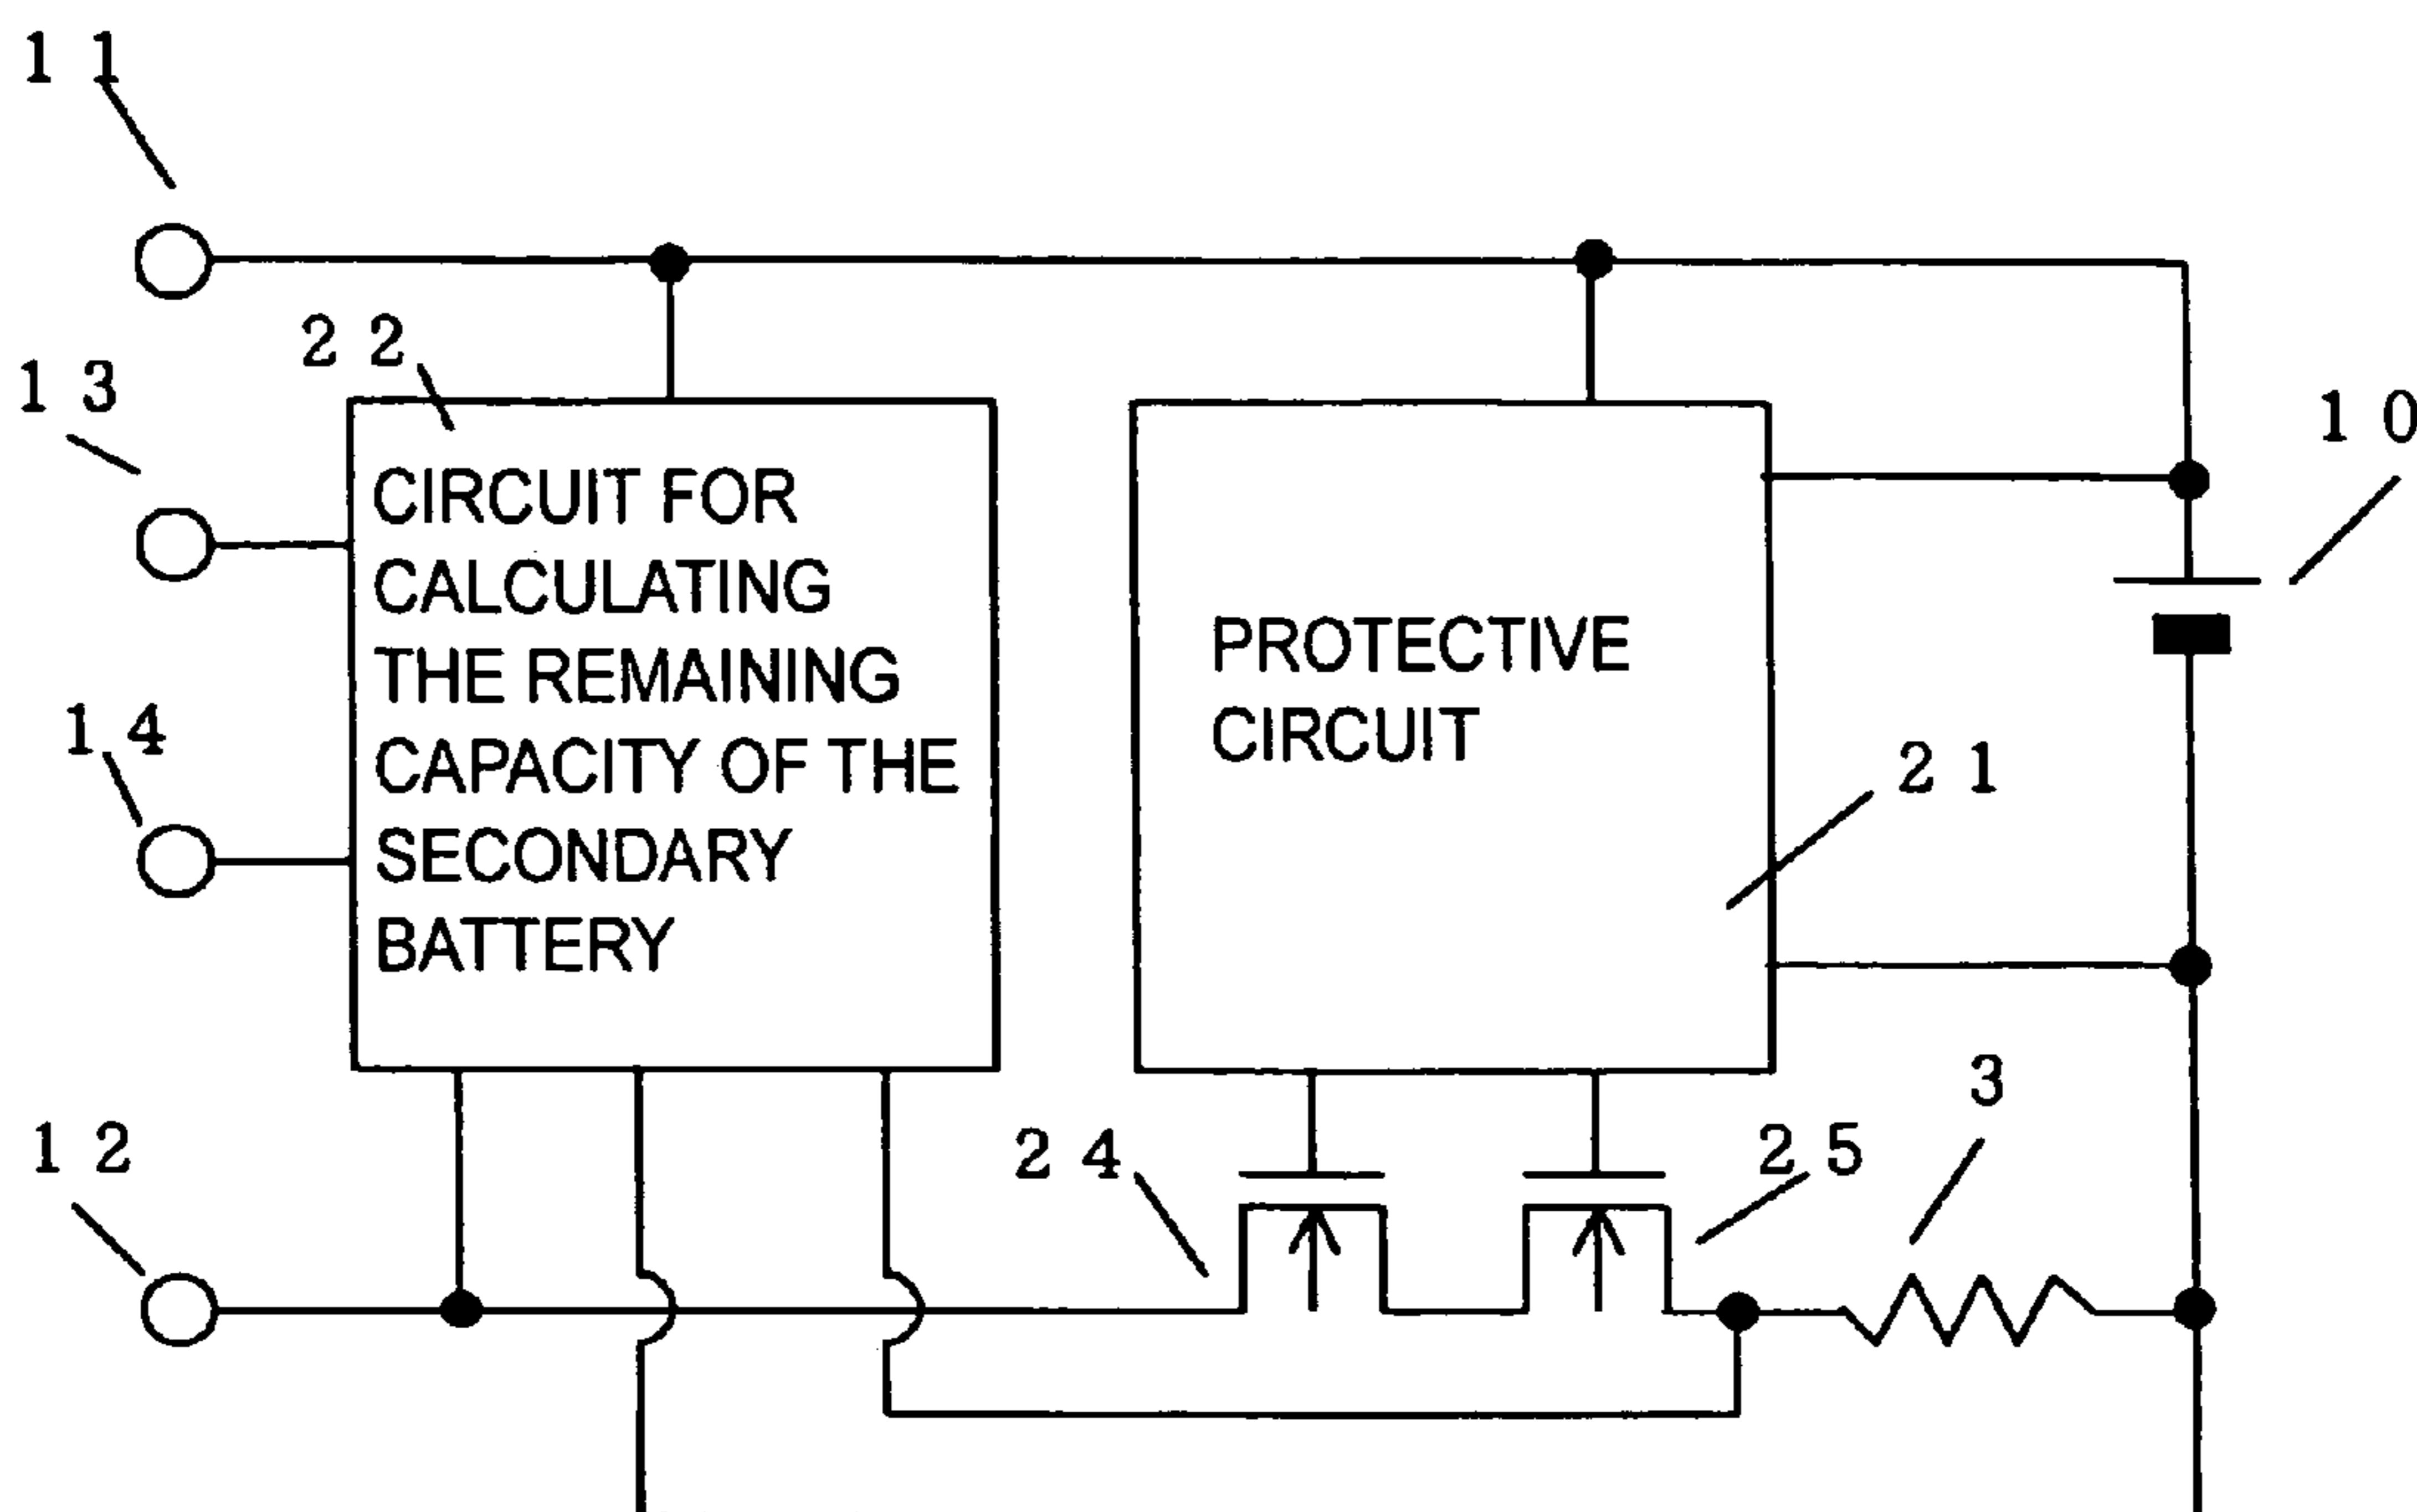 11
22
13
10
CIRCUIT FOR
CALCULATING
THE REMAINING
CAPACITY OF THE
SECONDARY
BATTERY
PROTECTIVE
CIRCUIT
14
21
3
12
24
25